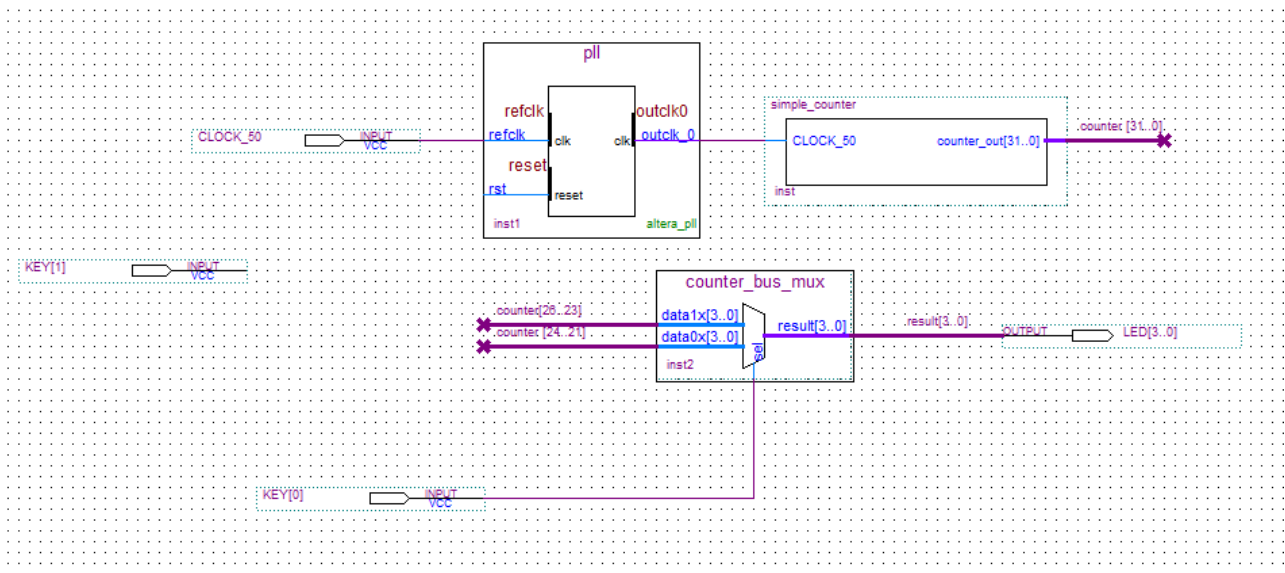 pll
refclk
outclk0
CLOCK_50
INPUT
VCC
refclk
clk
clk
outclk_0
reset
rst
reset
inst1
altera_pll
simple_counter
CLOCK_50
counter_out[31..0]
inst
.counter. [31..0]
KEY[1]
INPUT
VCC
counter_bus_mux
.counter.[26..23]
data1x[3..0]
.counter. [24..21]
data0x[3..0]
result[3..0]
sel
inst2
.result[3..0].
OUTPUT
LED[3..0]
KEY[0]
INPUT
VCC